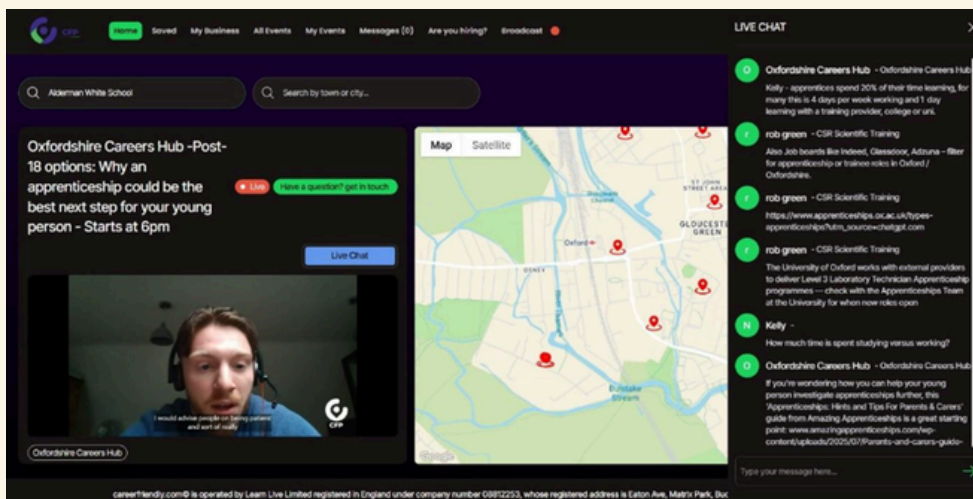 CFP
Home Saved My Business All Events My Events Messages (0) Are you hiring? Broadcast
Alderman White School
Search by town or city...
Oxfordshire Careers Hub -Post-
18 options: Why an
apprenticeship could be the
best next step for your young
person - Starts at 6pm
Live
Have a question? get in touch
Live Chat
I would advise people on being patient
and sort of really
CFP
Oxfordshire Careers Hub
Map Satellite
ST JOHN
STREET AREA
GLOUCESTER
GREEN
Oxford
OSNEY
Bulstake
Stream
Google
LIVE CHAT
O
Oxfordshire Careers Hub - Oxfordshire Careers Hub
Kelly - apprentices spend 20% of their time learning, for
many this is 4 days per week working and 1 day
learning with a training provider, college or uni.
r
rob green - CSR Scientific Training
Also Job boards like Indeed, Glassdoor, Adzuna - filter
for apprenticeship or trainee roles in Oxford /
Oxfordshire.
r
rob green - CSR Scientific Training
https://www.apprenticeships.ox.ac.uk/types-
apprenticeships?utm_source=chatgpt.com
r
rob green - CSR Scientific Training
The University of Oxford works with external providers
to deliver Level 3 Laboratory Technician Apprenticeship
programmes — check with the Apprenticeships Team
at the University for when new roles open
N
Kelly -
How much time is spent studying versus working?
O
Oxfordshire Careers Hub - Oxfordshire Careers Hub
If you're wondering how you can help your young
person investigate apprenticeships further, this
'Apprenticeships: Hints and Tips For Parents & Carers'
guide from Amazing Apprenticeships is a great starting
point: www.amazingapprenticeships.com/wp-
content/uploads/2025/07/Parents-and-carers-guide-
Type your message here...
careerfriendly.com© is operated by Learn Live Limited registered in England under company number 08812253, whose registered address is Eaton Ave, Matrix Park, Buc